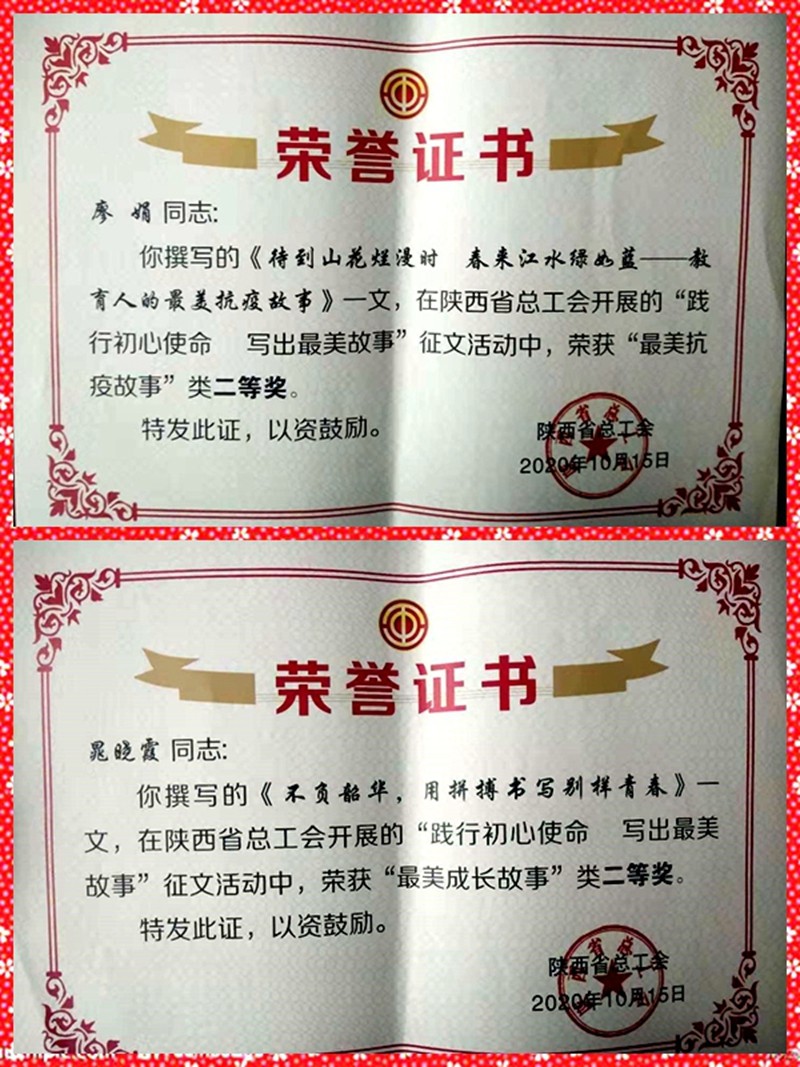 荣誉证书
廖 娟 同志:
你撰写的《待到山花烂漫时 春来江水绿如蓝——教
育人的最美抗疫故事》一文，在陕西省总工会开展的“践
行初心使命 写出最美故事”征文活动中，荣获“最美抗
疫故事”类二等奖。
特发此证，以资鼓励。
陕西省总工会
2020年10月15日
荣誉证书
晁晓霞 同志:
你撰写的《不负韶华，用拼搏书写别样青春》一
文，在陕西省总工会开展的“践行初心使命 写出最美
故事”征文活动中，荣获“最美成长故事”类二等奖。
特发此证，以资鼓励。
陕西省总工会
2020年10月15日